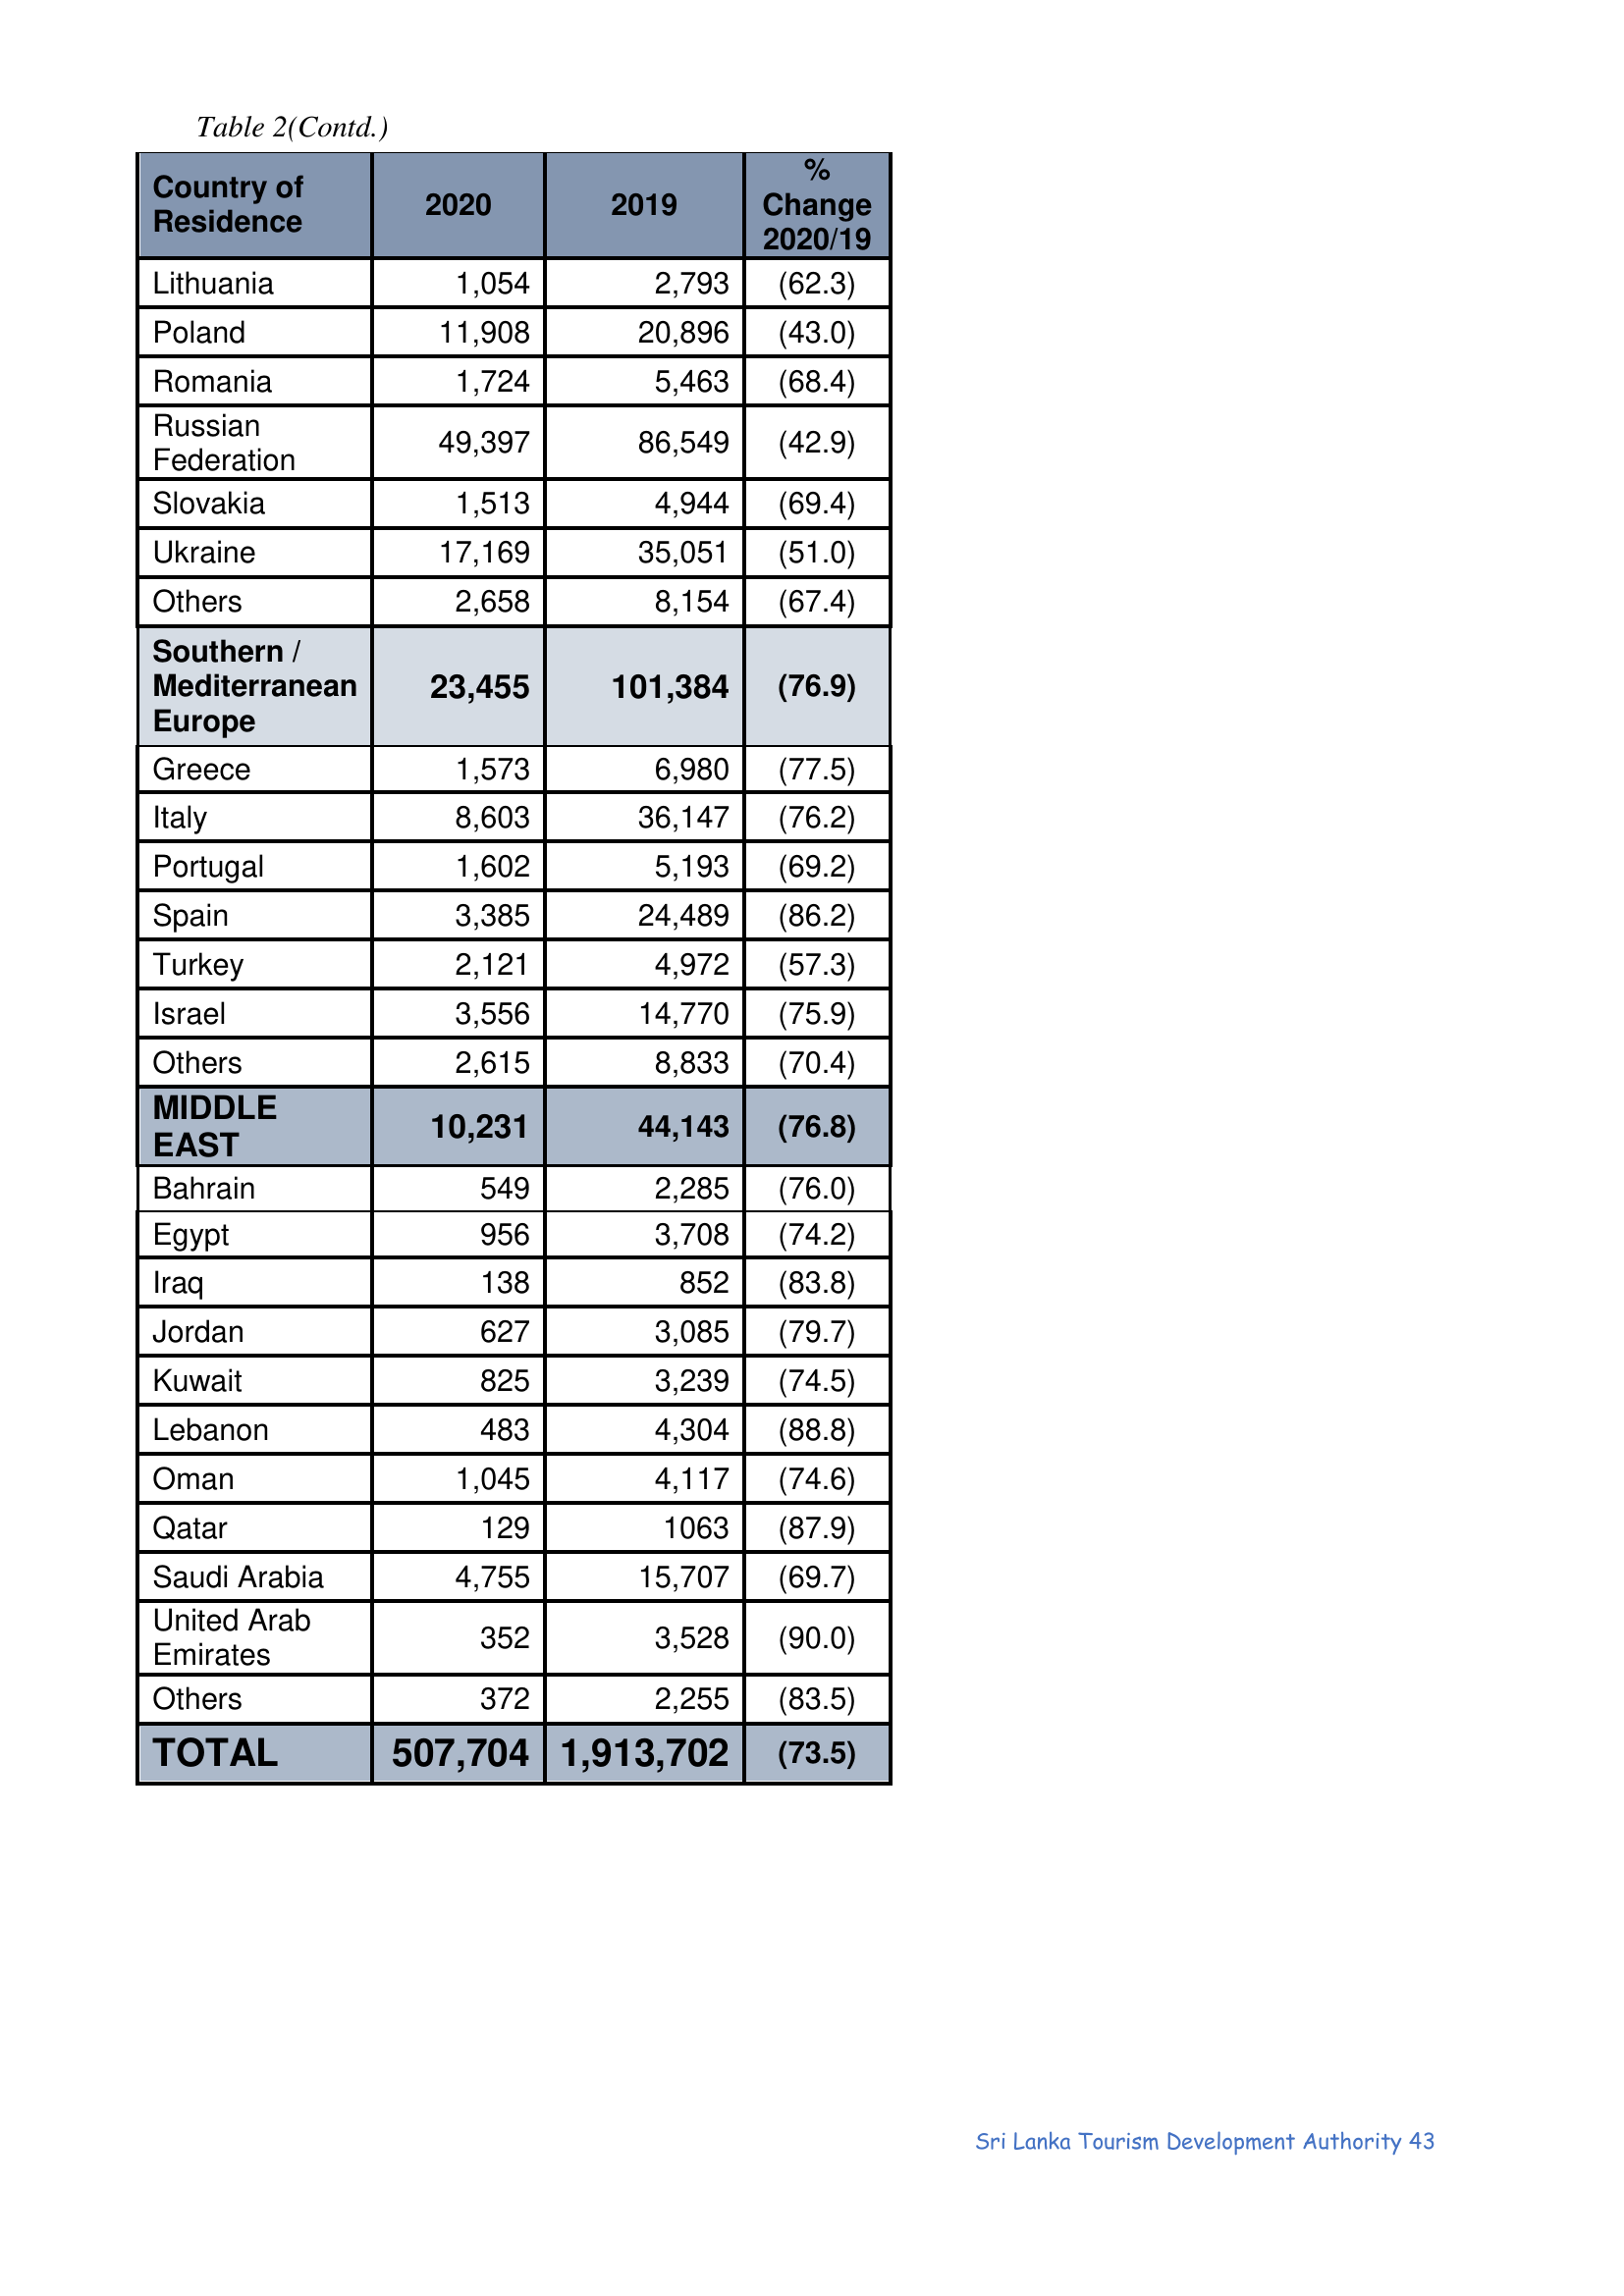 Table 2(Contd.)
Country of Residence 2020 2019 % Change 2020/19
Lithuania 1,054 2,793 (62.3)
Poland 11,908 20,896 (43.0)
Romania 1,724 5,463 (68.4)
Russian Federation 49,397 86,549 (42.9)
Slovakia 1,513 4,944 (69.4)
Ukraine 17,169 35,051 (51.0)
Others 2,658 8,154 (67.4)
Southern / Mediterranean Europe 23,455 101,384 (76.9)
Greece 1,573 6,980 (77.5)
Italy 8,603 36,147 (76.2)
Portugal 1,602 5,193 (69.2)
Spain 3,385 24,489 (86.2)
Turkey 2,121 4,972 (57.3)
Israel 3,556 14,770 (75.9)
Others 2,615 8,833 (70.4)
MIDDLE EAST 10,231 44,143 (76.8)
Bahrain 549 2,285 (76.0)
Egypt 956 3,708 (74.2)
Iraq 138 852 (83.8)
Jordan 627 3,085 (79.7)
Kuwait 825 3,239 (74.5)
Lebanon 483 4,304 (88.8)
Oman 1,045 4,117 (74.6)
Qatar 129 1063 (87.9)
Saudi Arabia 4,755 15,707 (69.7)
United Arab Emirates 352 3,528 (90.0)
Others 372 2,255 (83.5)
TOTAL 507,704 1,913,702 (73.5)
Sri Lanka Tourism Development Authority 43